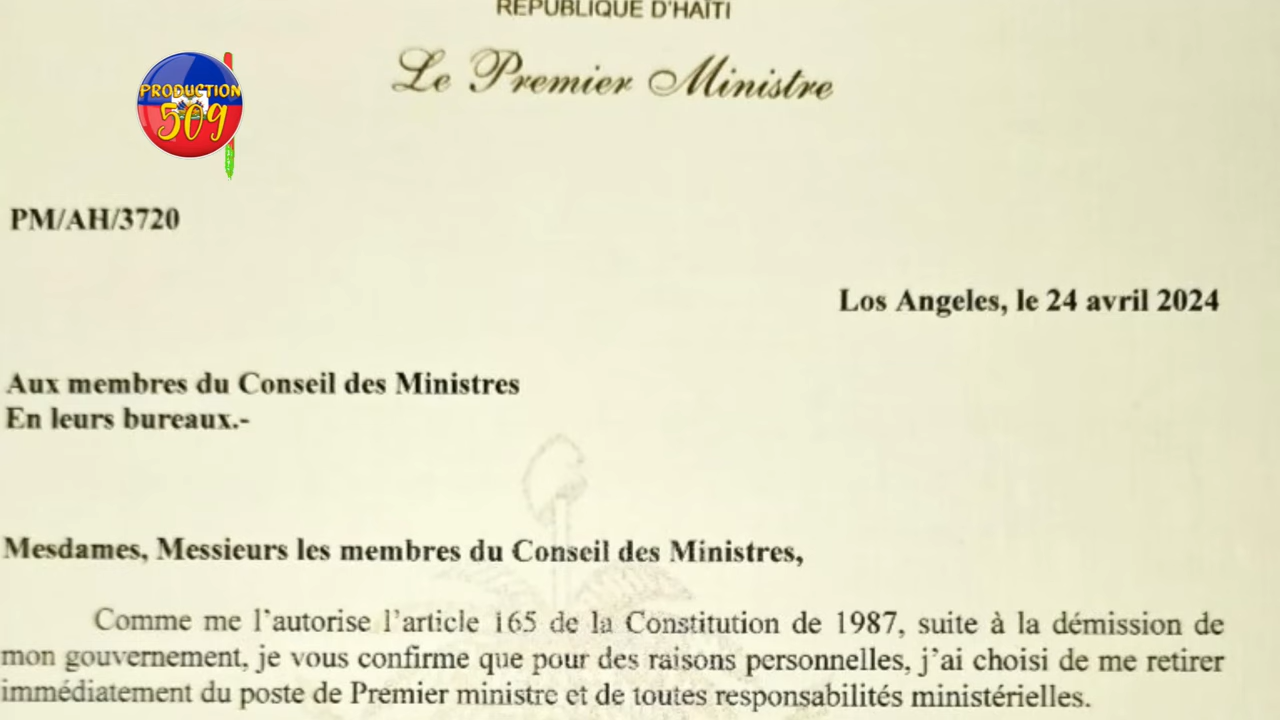 RÉPUBLIQUE D'HAÏTI
Le Premier Ministre
PRODUCTION
509
PM/AH/3720
Los Angeles, le 24 avril 2024
Aux membres du Conseil des Ministres
En leurs bureaux.-
Mesdames, Messieurs les membres du Conseil des Ministres,
Comme me l'autorise l'article 165 de la Constitution de 1987, suite à la démission de
mon gouvernement, je vous confirme que pour des raisons personnelles, j'ai choisi de me retirer
immédiatement du poste de Premier ministre et de toutes responsabilités ministérielles.